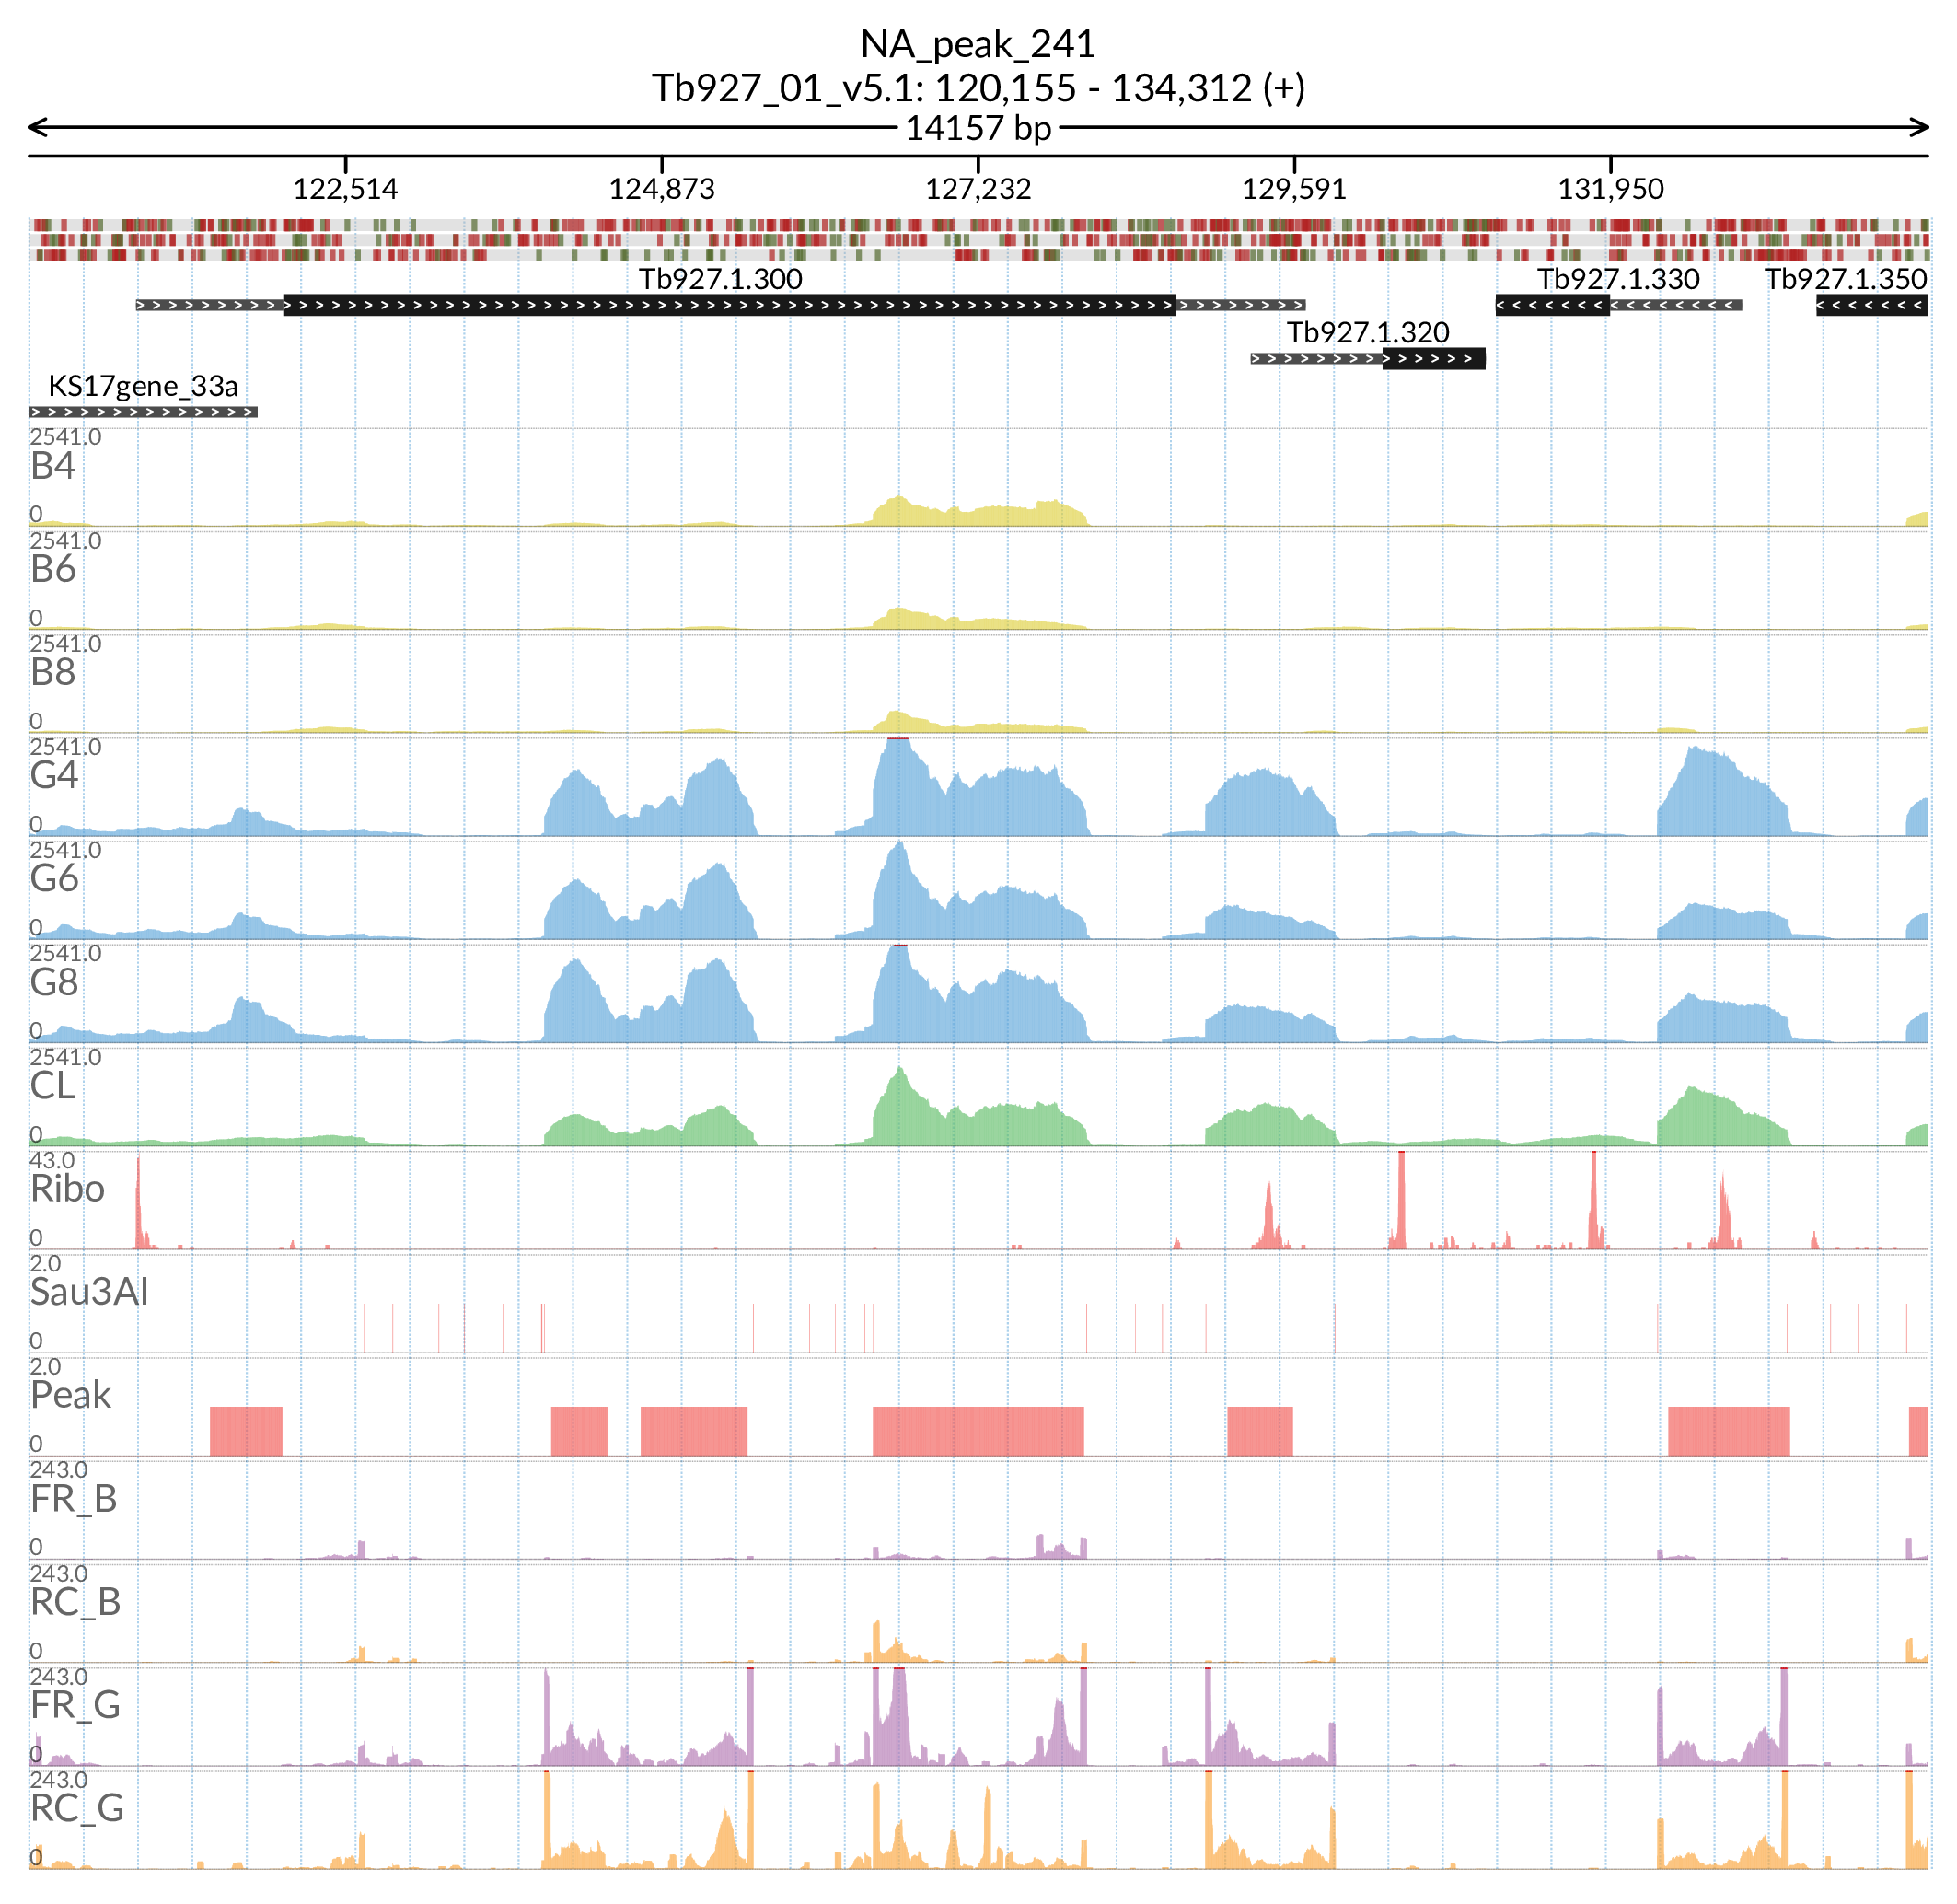 NA_peak_241
Tb927_01_v5.1: 120,155 - 134,312 (+)
14157 bp
122,514 124,873 127,232 129,591 131,950
Tb927.1.300 Tb927.1.330 Tb927.1.350
Tb927.1.320
KS17gene_33a
2541.0
B4
0
2541.0
B6
0
2541.0
B8
0
2541.0
G4
0
2541.0
G6
0
2541.0
G8
0
2541.0
CL
0
43.0
Ribo
0
2.0
Sau3AI
0
2.0
Peak
0
243.0
FR_B
0
243.0
RC_B
0
243.0
FR_G
0
243.0
RC_G
0